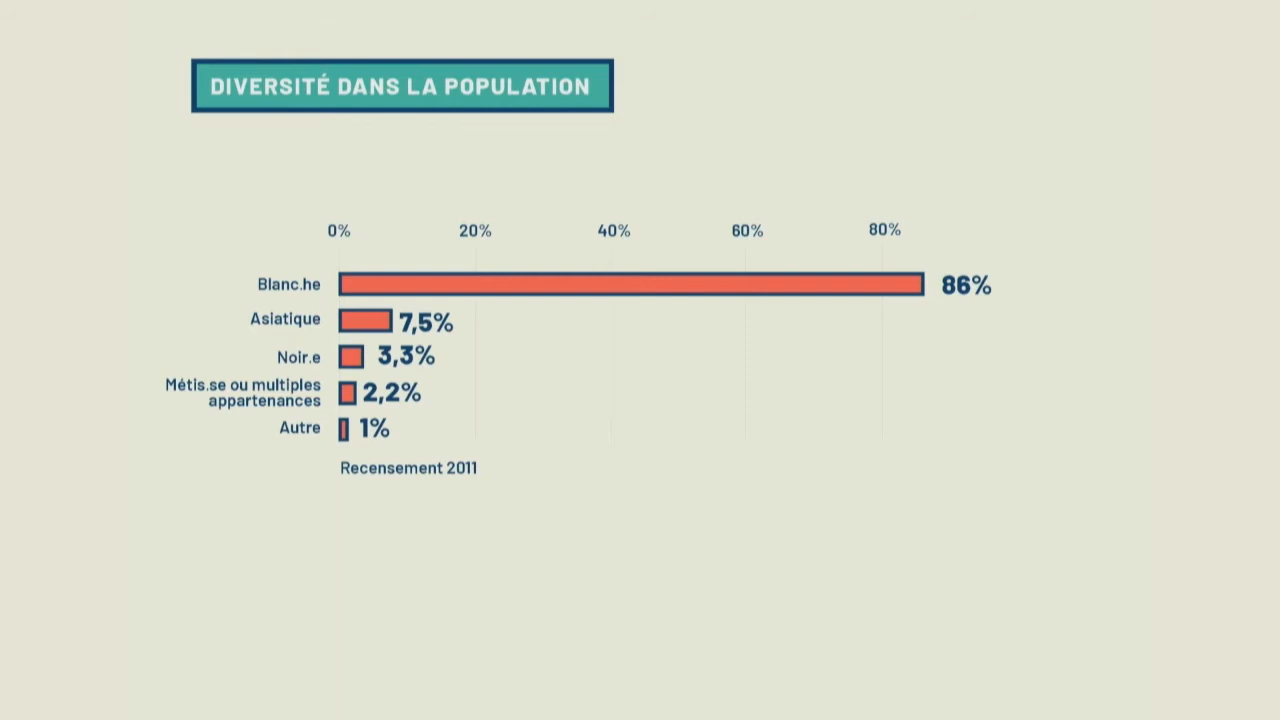 DIVERSITÉ DANS LA POPULATION
0% 20% 40% 60% 80%
Blanc.he 86%
Asiatique 7,5%
Noir.e 3,3%
Métis.se ou multiples
appartenances 2,2%
Autre 1%
Recensement 2011